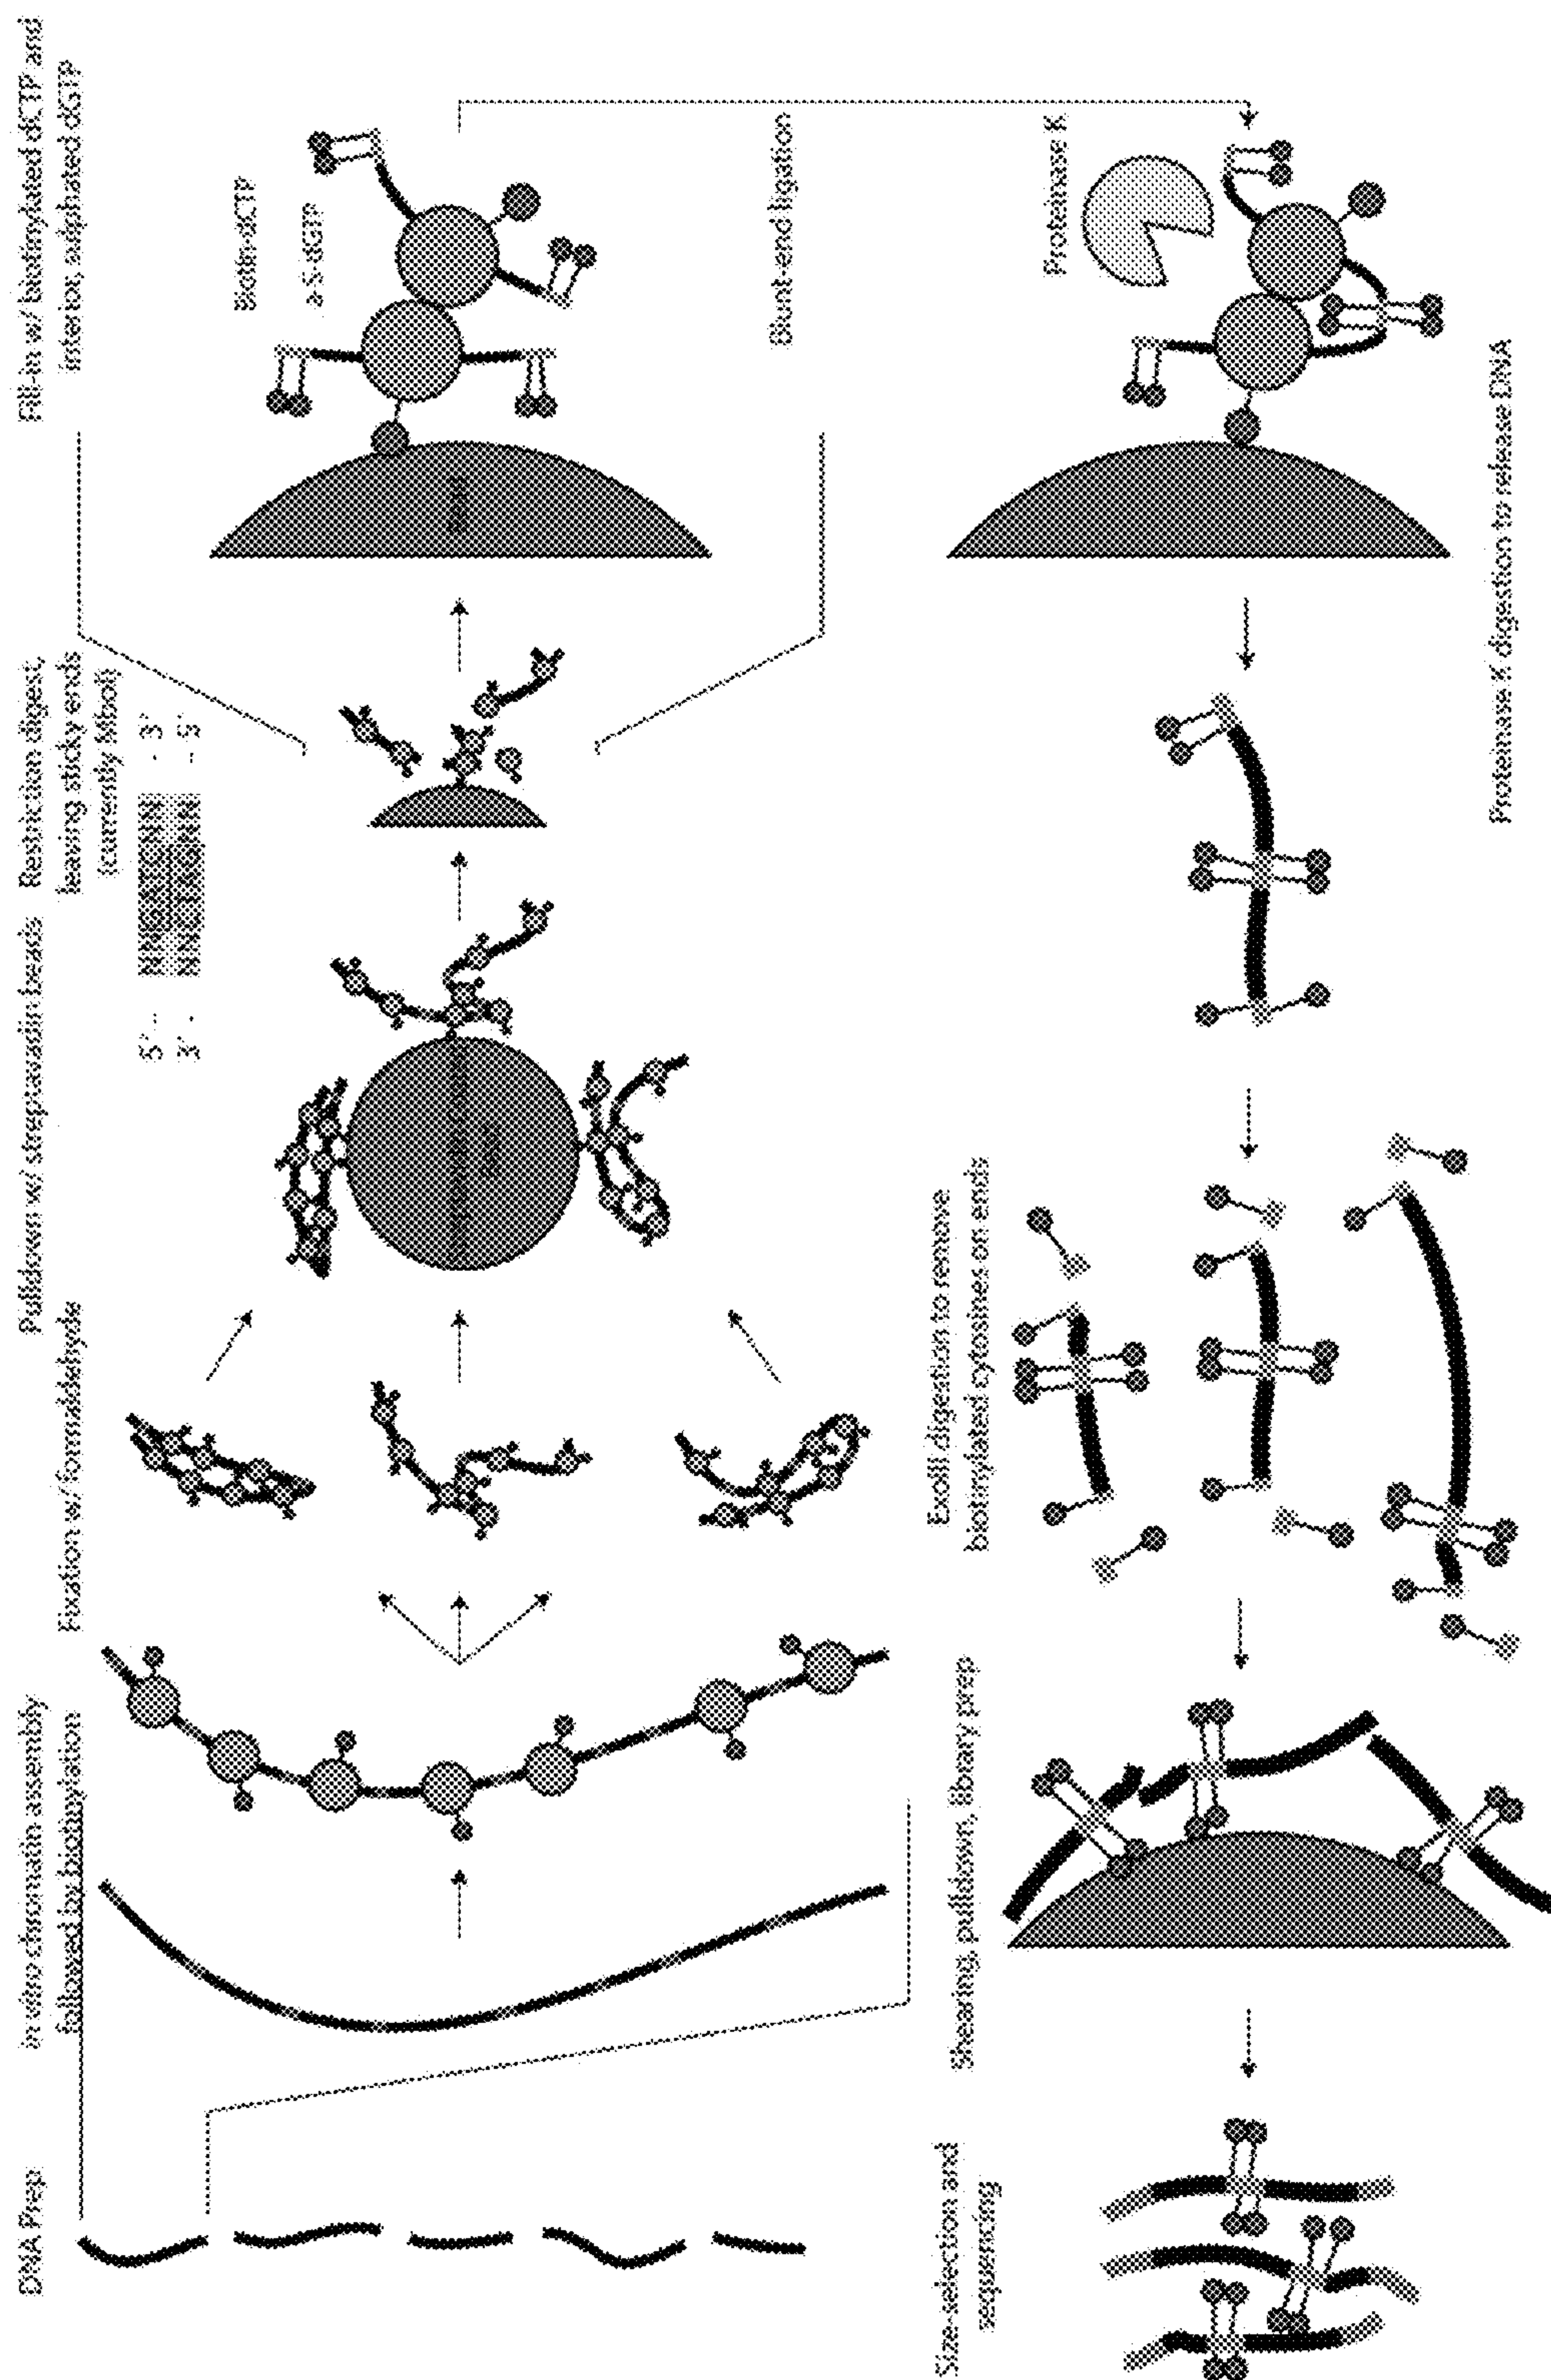 DNA Prep
in vitro chromatin assembly
followed by biotinylation
Fixation w/ formaldehyde
Pulldown w/ streptavadin beads
Restriction digest,
leaving sticky ends
(currently MboI)
5' -
NNGATCNN
- 3'
3' -
NNCTAGNN
- 5'
Fill-in w/ biotinylated dCTP and
interior, sulphated dGTP
Biotin-dCTP
a-S-dGTP
Blunt-end ligation
Proteinase K
Proteinase K digestion to release DNA
ExoIII digestion to remove
biotinylated cytosines on ends
Shearing, pulldown, library prep
Size-selection and
sequencing